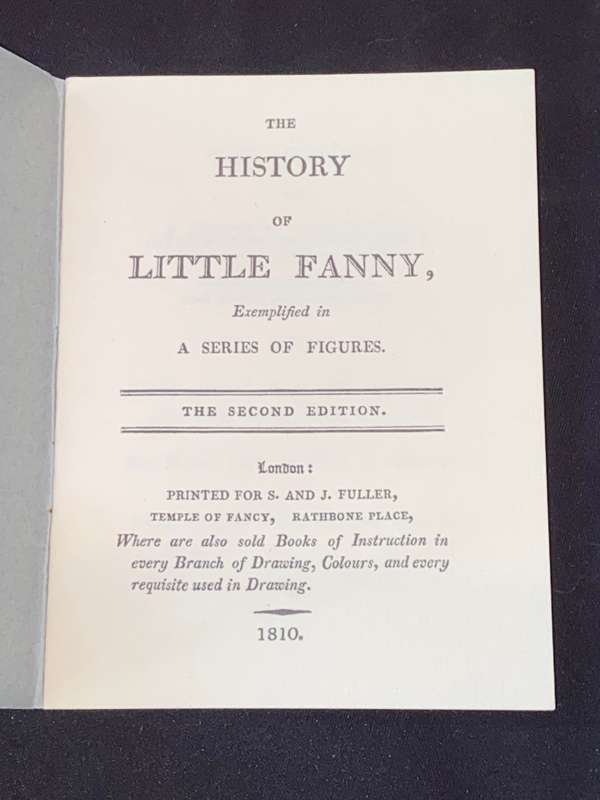 THE
HISTORY
OF
LITTLE FANNY,
Exemplified in
A SERIES OF FIGURES.
THE SECOND EDITION.
London:
PRINTED FOR S. AND J. FULLER,
TEMPLE OF FANCY, RATHBONE PLACE,
Where are also sold Books of Instruction in
every Branch of Drawing, Colours, and every
requisite used in Drawing.
1810.